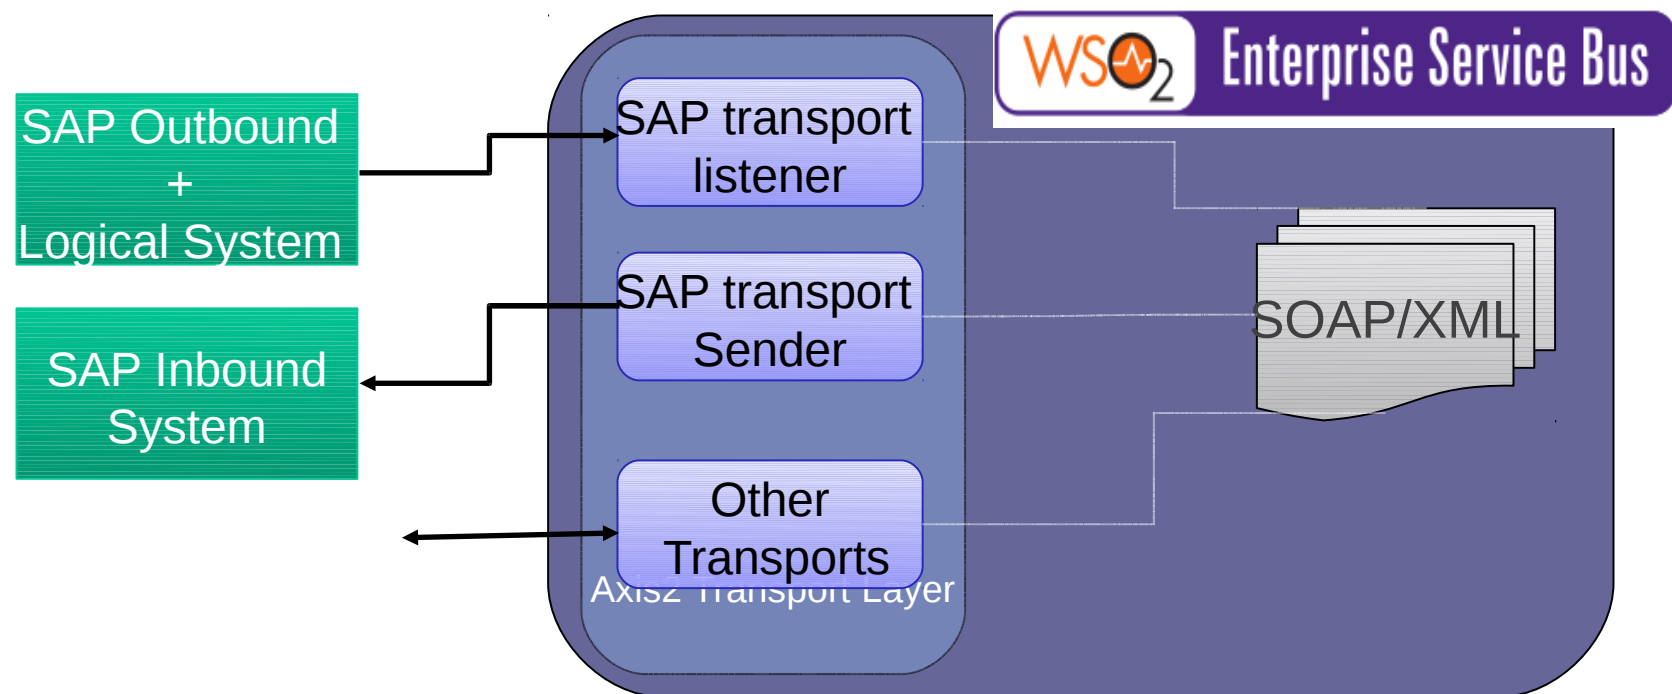 WSO2 Enterprise Service Bus
SAP Outbound
+
Logical System
SAP transport
listener
SAP transport
Sender
SOAP/XML
SAP Inbound
System
Other
Transports
Axis2 Transport Layer